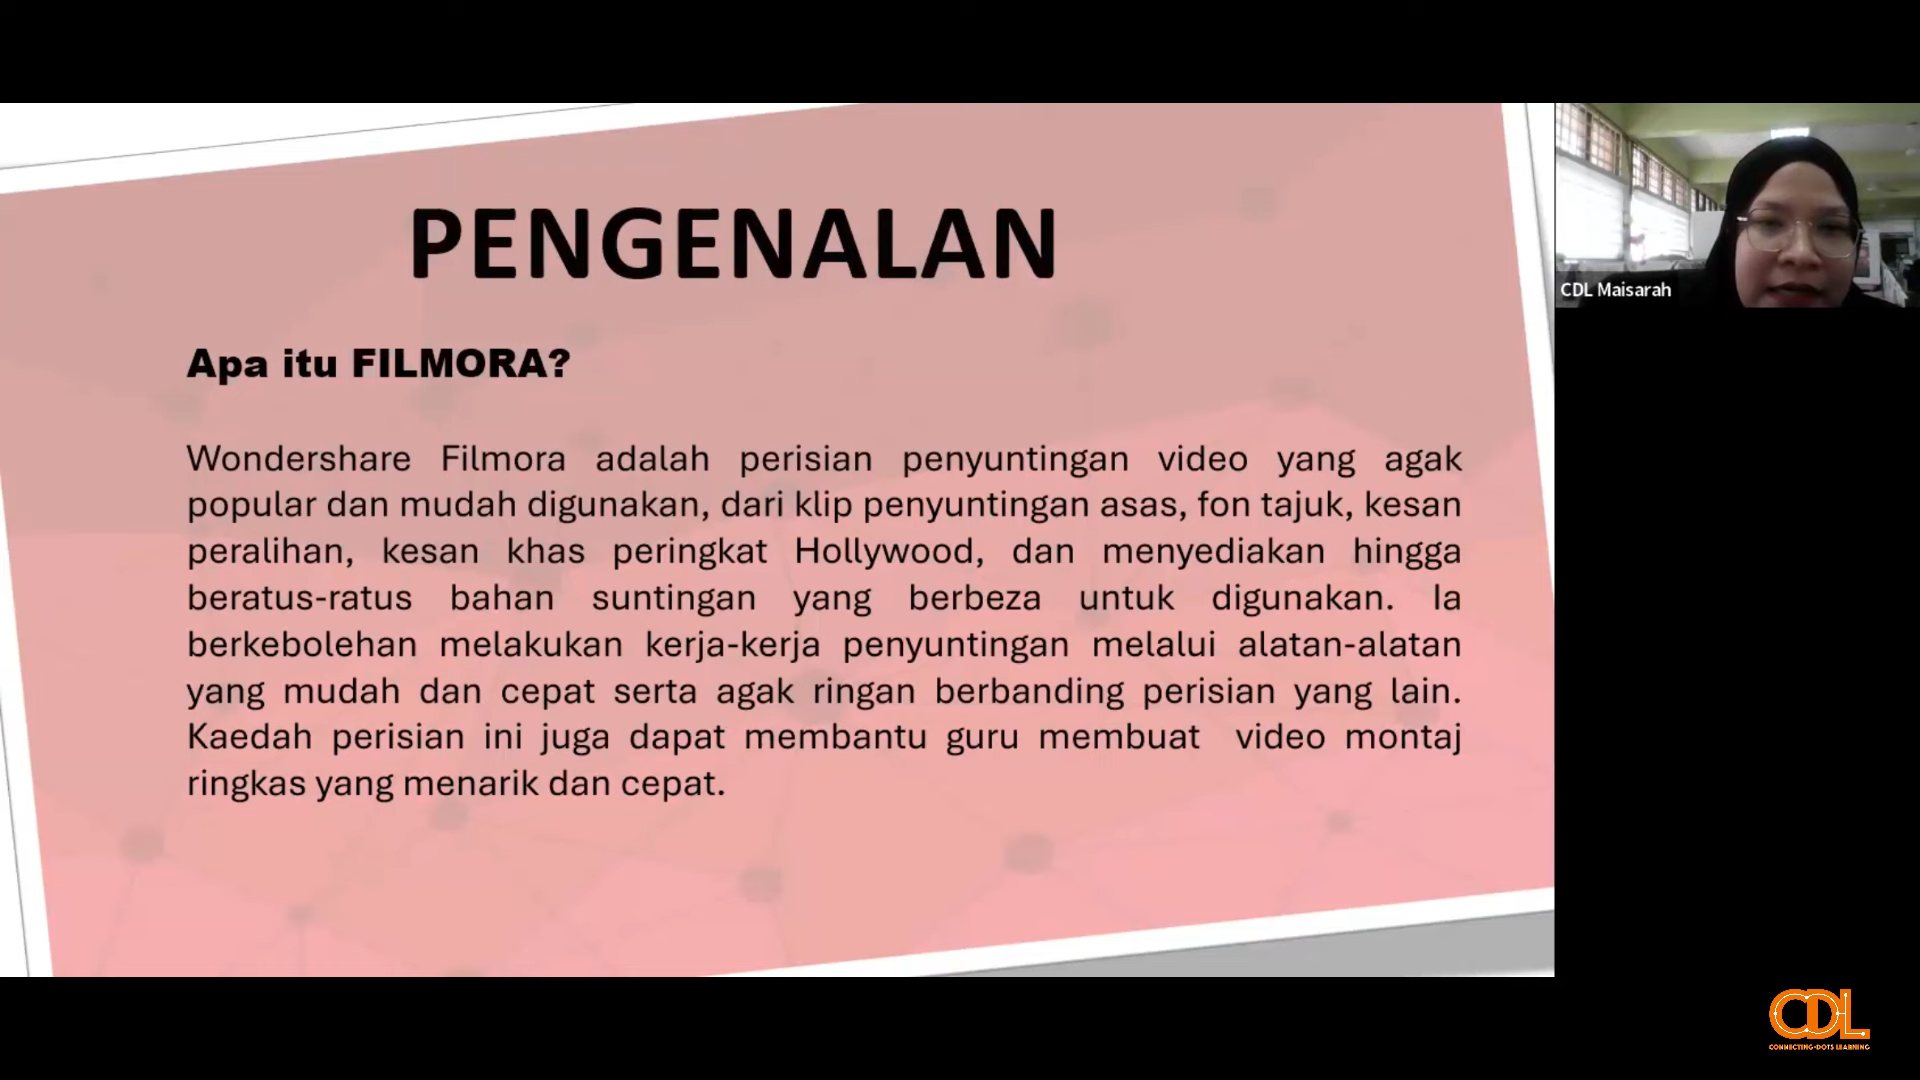 PENGENALAN
Apa itu FILMORA?
Wondershare Filmora adalah perisian penyuntingan video yang agak
popular dan mudah digunakan, dari klip penyuntingan asas, fon tajuk, kesan
peralihan, kesan khas peringkat Hollywood, dan menyediakan hingga
beratus-ratus bahan suntingan yang berbeza untuk digunakan. Ia
berkebolehan melakukan kerja-kerja penyuntingan melalui alatan-alatan
yang mudah dan cepat serta agak ringan berbanding perisian yang lain.
Kaedah perisian ini juga dapat membantu guru membuat video montaj
ringkas yang menarik dan cepat.
CDL Maisarah
CDL
CONNECTING-DOTS LEARNING